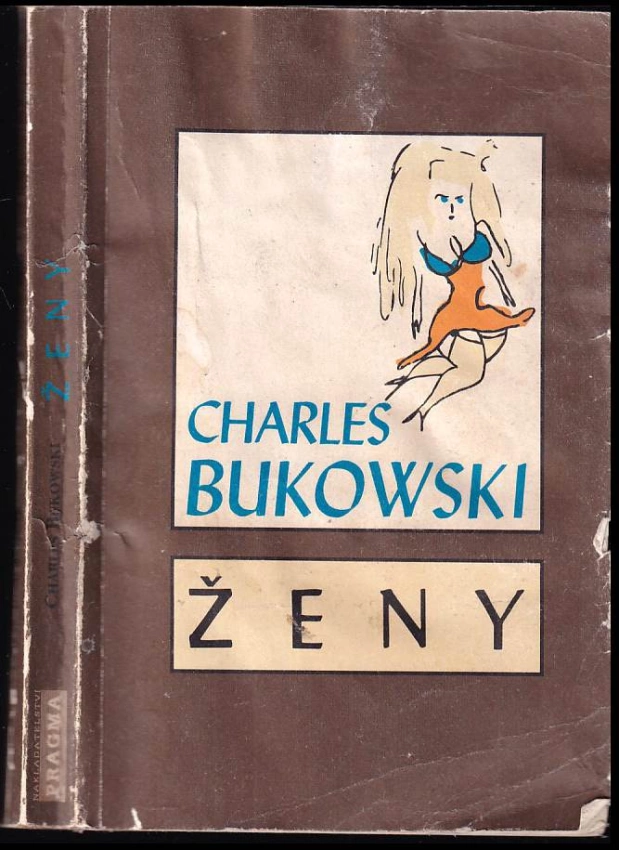 CHARLES
BUKOWSKI
ŽENY
ŽENY
CHARLES BUKOWSKI
NAKLADATELSTVÍ
PRAGMA